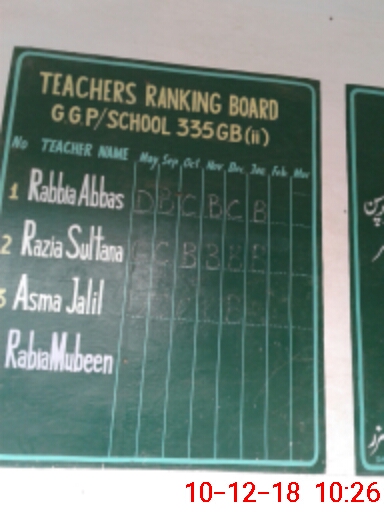 TEACHERS RANKING BOARD
G.G.P/SCHOOL 335GB(ii)
No TEACHER NAME May Sep Oct Nov Dec Jan Feb Mar
1 Rabbia Abbas D B C B C B
2 Razia Sultana C C B B B
3 Asma Jalil
RabiaMubeen
10-12-18 10:26